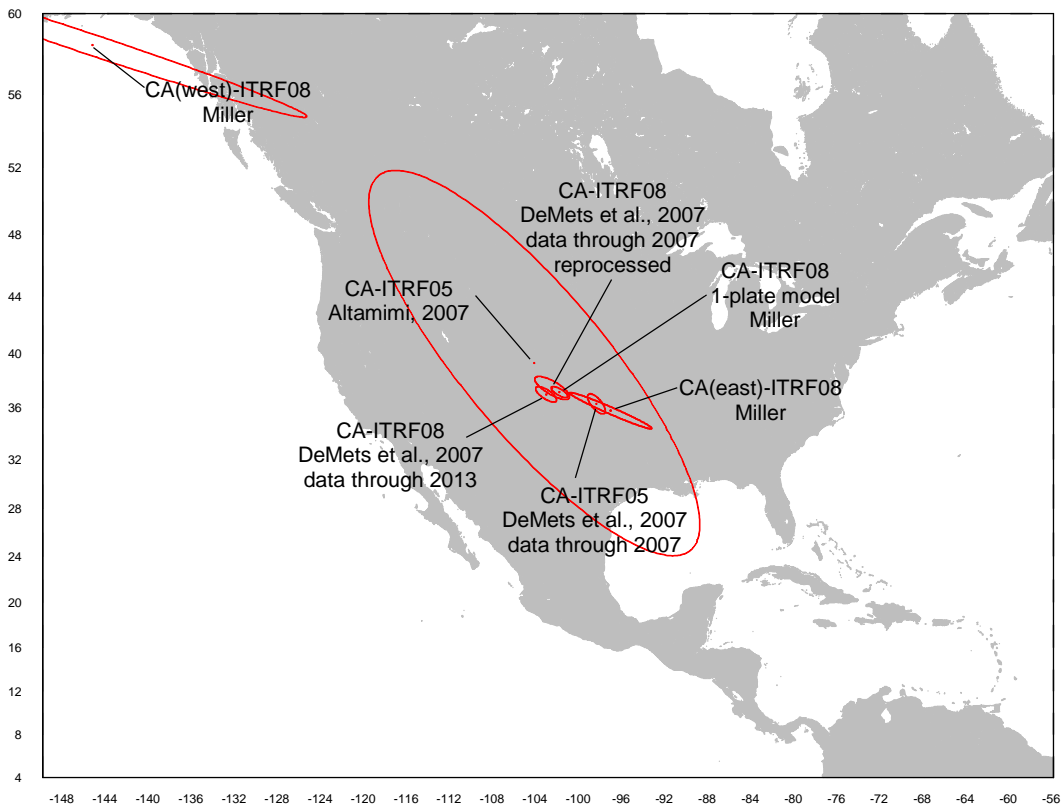 60
56
52
48
44
40
36
32
28
24
20
16
12
8
4
CA(west)-ITRF08
Miller
CA-ITRF08
DeMets et al., 2007
data through 2007
reprocessed
CA-ITRF08
1-plate model
Miller
CA-ITRF05
Altamimi, 2007
CA(east)-ITRF08
Miller
CA-ITRF08
DeMets et al., 2007
data through 2013
CA-ITRF05
DeMets et al., 2007
data through 2007
-148 -144 -140 -136 -132 -128 -124 -120 -116 -112 -108 -104 -100 -96 -92 -88 -84 -80 -76 -72 -68 -64 -60 -56